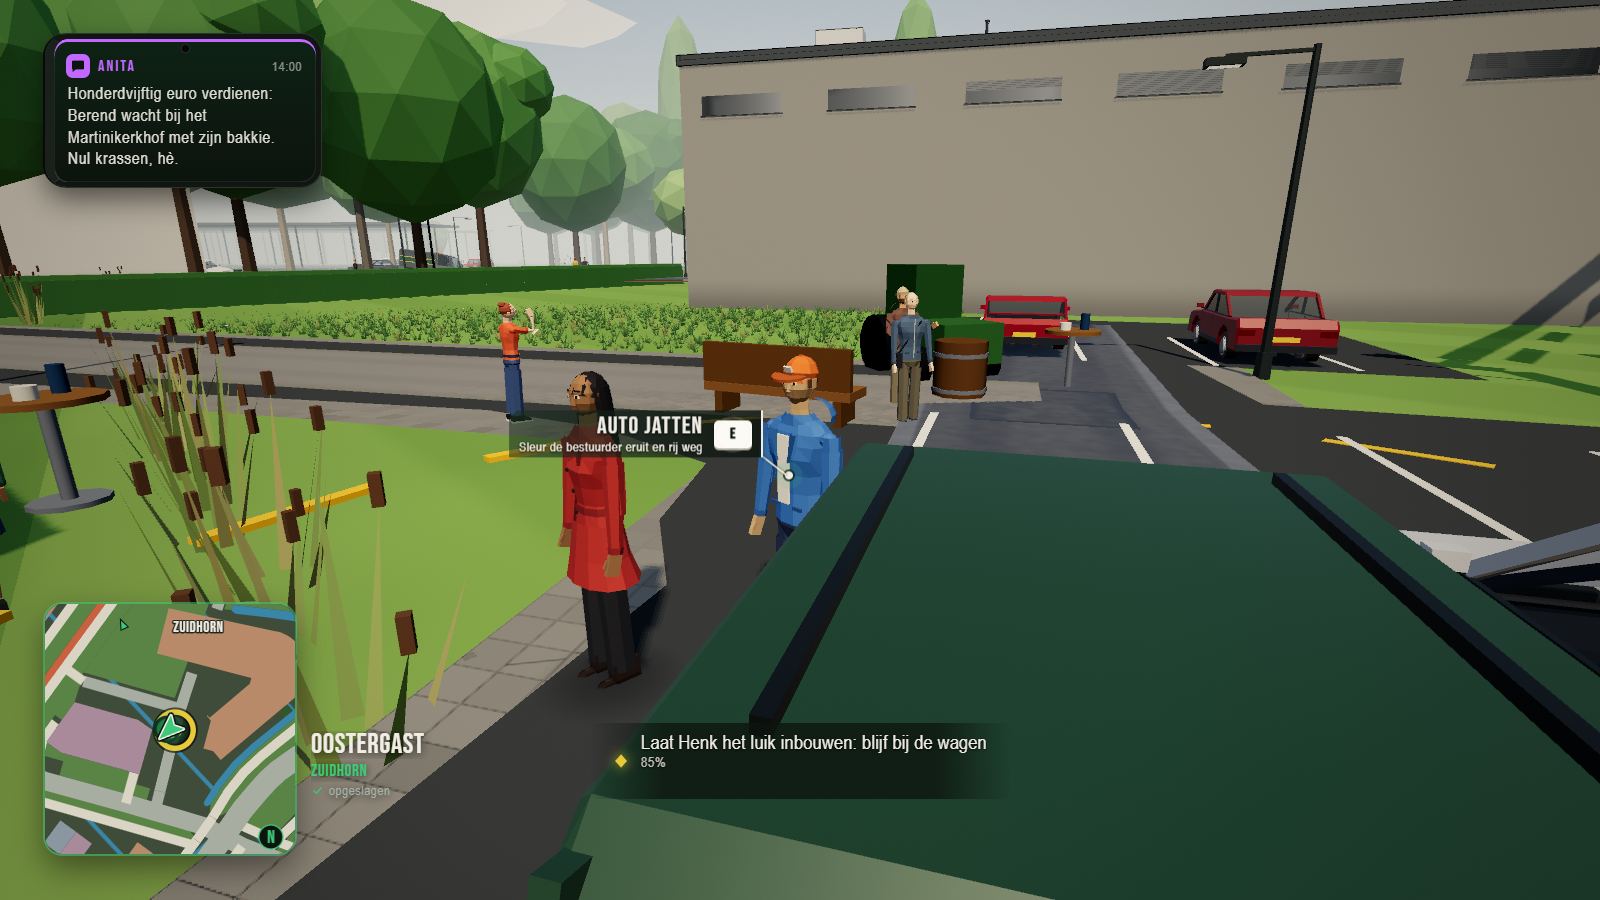 ANITA
14:00
Honderdvijftig euro verdienen:
Berend wacht bij het
Martinikerkhof met zijn bakkie.
Nul krassen, hè.
AUTO JATTEN
Sleur de bestuurder eruit en rij weg
E
ZUIDHORN
N
OOSTERGAST
ZUIDHORN
opgeslagen
Laat Henk het luik inbouwen: blijf bij de wagen
85%